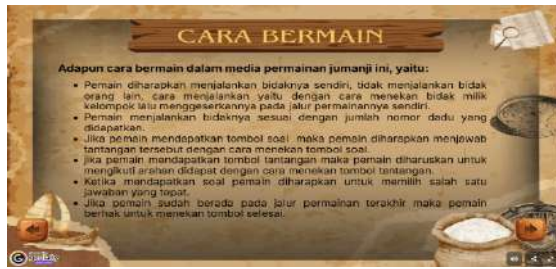 CARA BERMAIN
Adapun cara bermain dalam media permainan jumanji ini, yaitu:
• Pemain diharapkan menjalankan bidaknya sendiri, tidak menjalankan bidak
orang lain, cara menjalankan yaitu dengan cara menekan bidak milik
kelompok lalu menggeserkannya pada jalur permainannya sendiri.
• Pemain menjalankan bidaknya sesuai dengan jumlah nomor dadu yang
didapatkan.
• Jika pemain mendapatkan tombol soal maka pemain diharapkan menjawab
tantangan tersebut dengan cara menekan tombol soal.
• Jika pemain mendapatkan tombol tantangan maka pemain diharuskan untuk
mengikuti arahan didapat dengan cara menekan tombol tantangan.
• Ketika mendapatkan soal pemain diharapkan untuk memilih salah satu
jawaban yang tepat.
• Jika pemain sudah berada pada jalur permainan terakhir maka pemain
berhak untuk menekan tombol selesai.